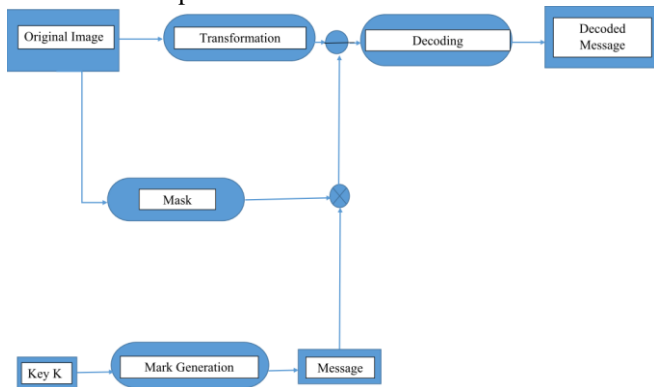 Original Image
Transformation
Decoding
Decoded
Message
Mask
Key K
Mark Generation
Message